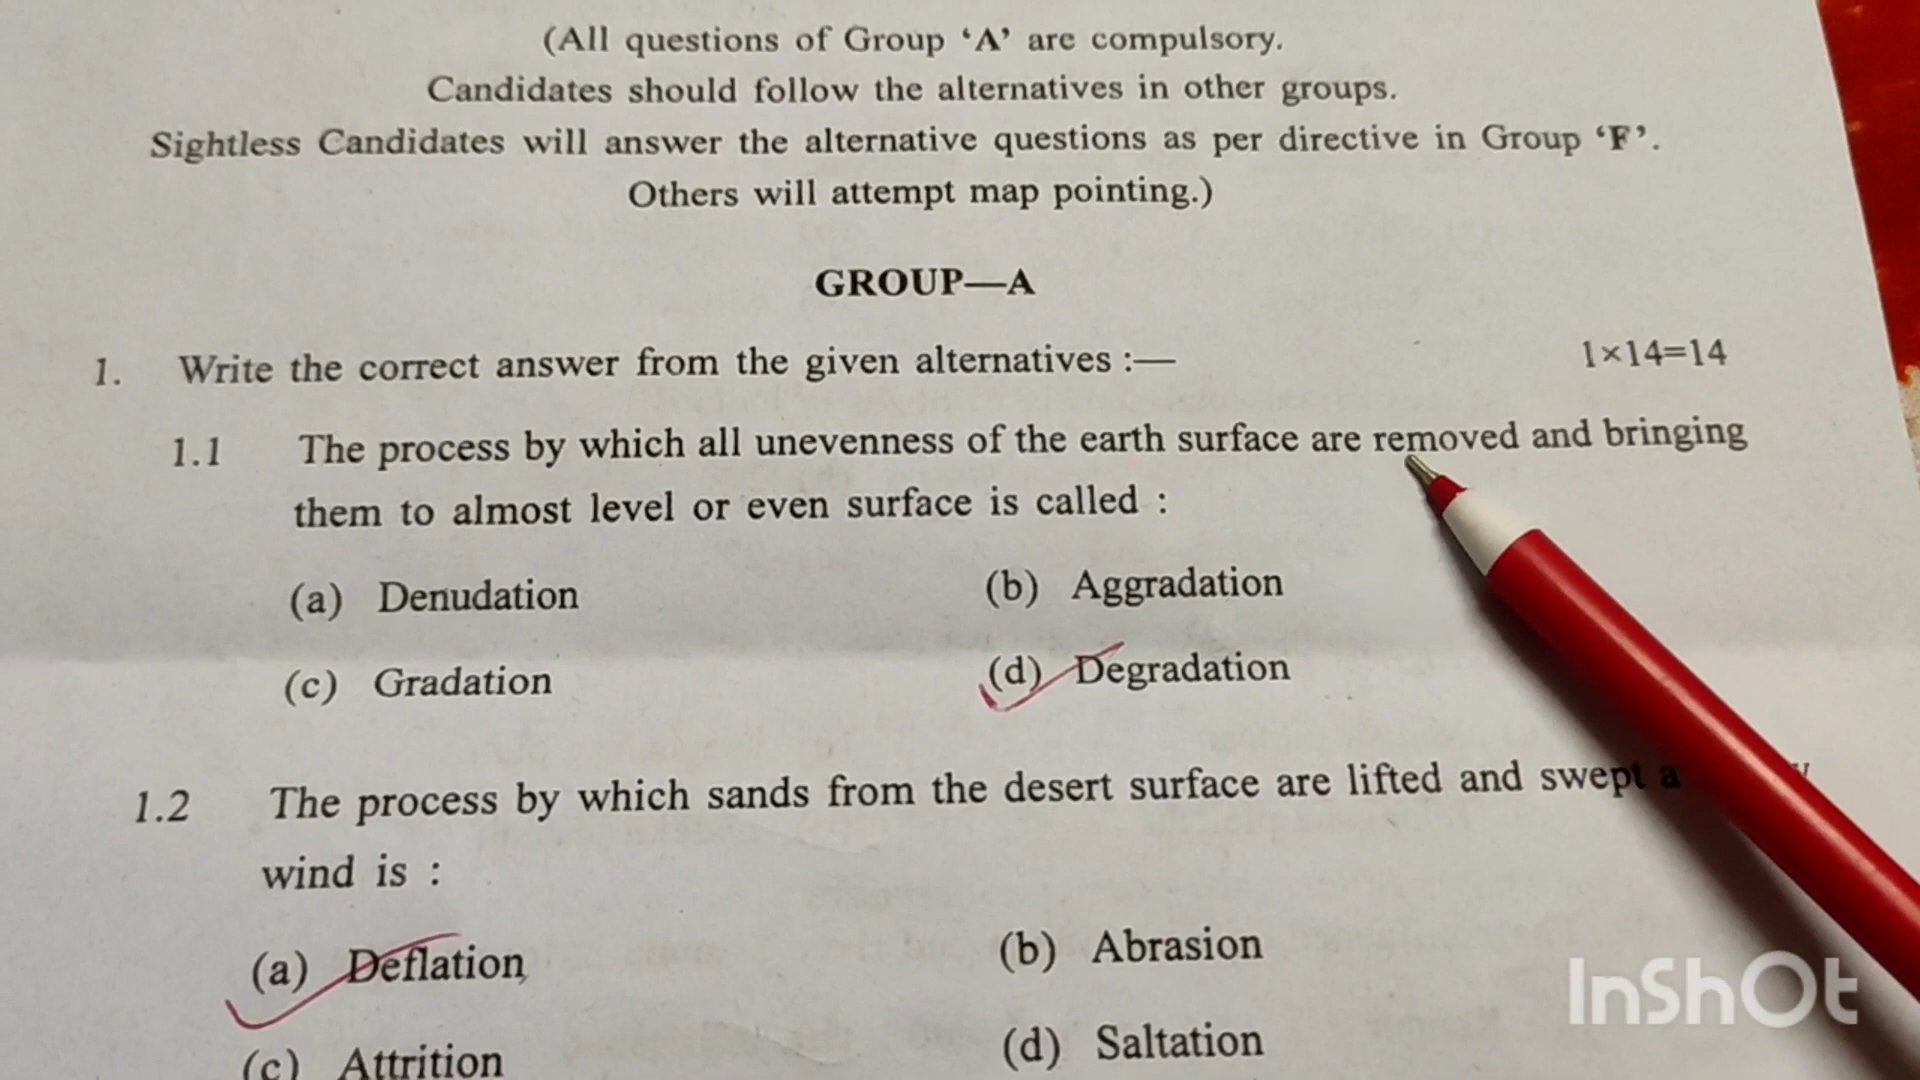 (All questions of Group ‘A’ are compulsory.
Candidates should follow the alternatives in other groups.
Sightless Candidates will answer the alternative questions as per directive in Group ‘F’.
Others will attempt map pointing.)
GROUP—A
1. Write the correct answer from the given alternatives :— 1×14=14
1.1 The process by which all unevenness of the earth surface are removed and bringing
them to almost level or even surface is called :
(a) Denudation (b) Aggradation
(c) Gradation (d) Degradation
1.2 The process by which sands from the desert surface are lifted and swept
wind is :
(a) Deflation (b) Abrasion
(c) Attrition (d) Saltation
InShOt